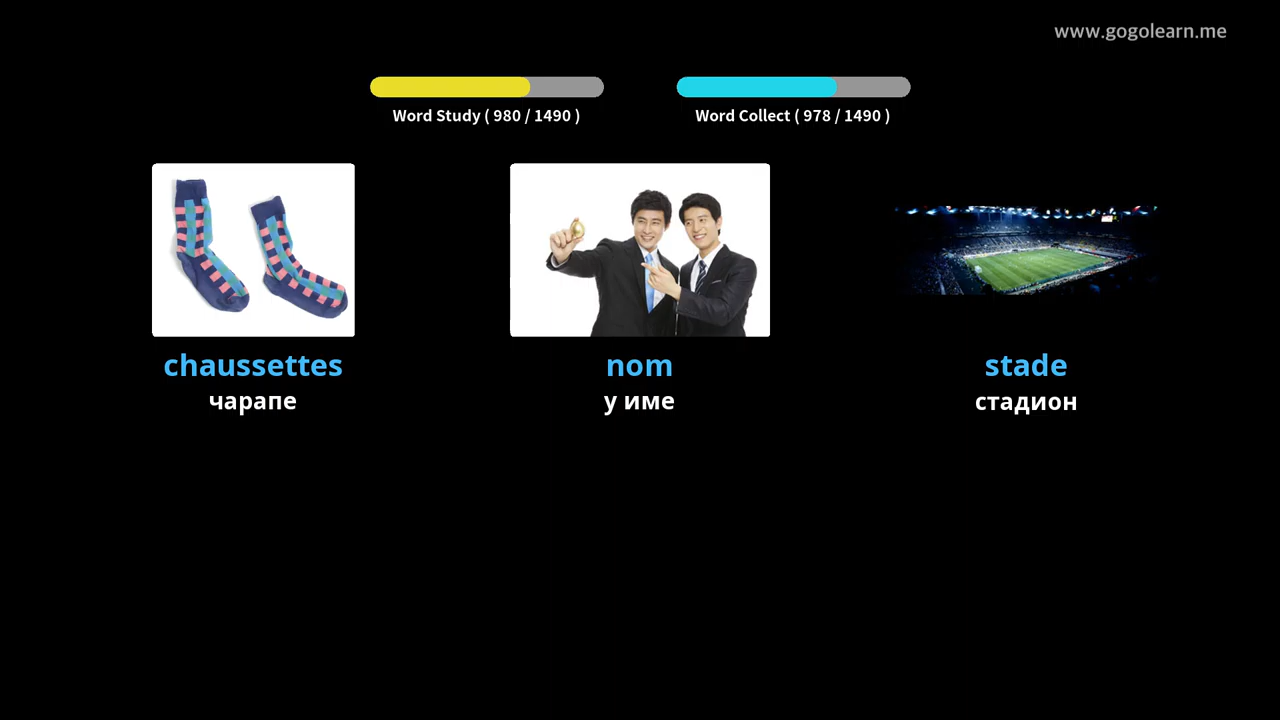 www.gogolearn.me
Word Study ( 980 / 1490 )
Word Collect ( 978 / 1490 )
chaussettes
чарапе
nom
у име
stade
стадион